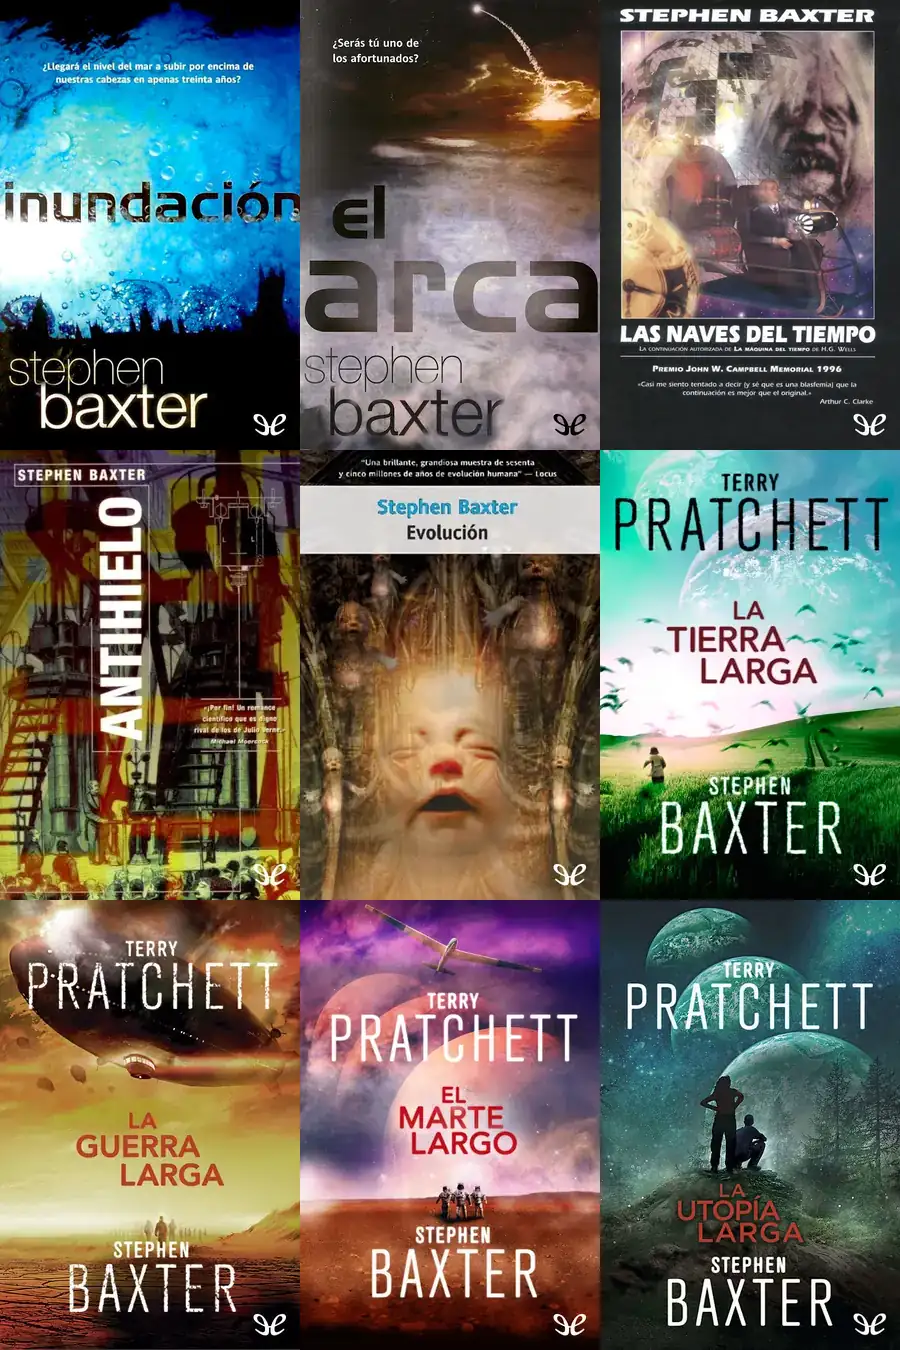 ¿Llegará el nivel del mar a subir por encima de
nuestras cabezas en apenas treinta años?
inundación
stephen
baxter
¿Serás tú uno de
los afortunados?
el
arca
stephen
baxter
STEPHEN BAXTER
LAS NAVES DEL TIEMPO
LA CONTINUACIÓN AUTORIZADA DE LA MÁQUINA DEL TIEMPO DE H.G. WELLS
PREMIO JOHN W. CAMPBELL MEMORIAL 1996
«Casi me siento tentado a decir (y sé que es una blasfemia) que la
continuación es mejor que el original.»
Arthur C. Clarke
STEPHEN BAXTER
ANTIHIELO
«¡Por fin! Un romance
científico que es digno
rival de los de Julio Verne.»
Michael Moorcock
"Una brillante, grandiosa muestra de sesenta
y cinco millones de años de evolución humana" — Locus
Stephen Baxter
Evolución
TERRY
PRATCHETT
LA
TIERRA
LARGA
STEPHEN
BAXTER
TERRY
PRATCHETT
LA
GUERRA
LARGA
STEPHEN
BAXTER
TERRY
PRATCHETT
EL
MARTE
LARGO
STEPHEN
BAXTER
TERRY
PRATCHETT
LA
UTOPÍA
LARGA
STEPHEN
BAXTER